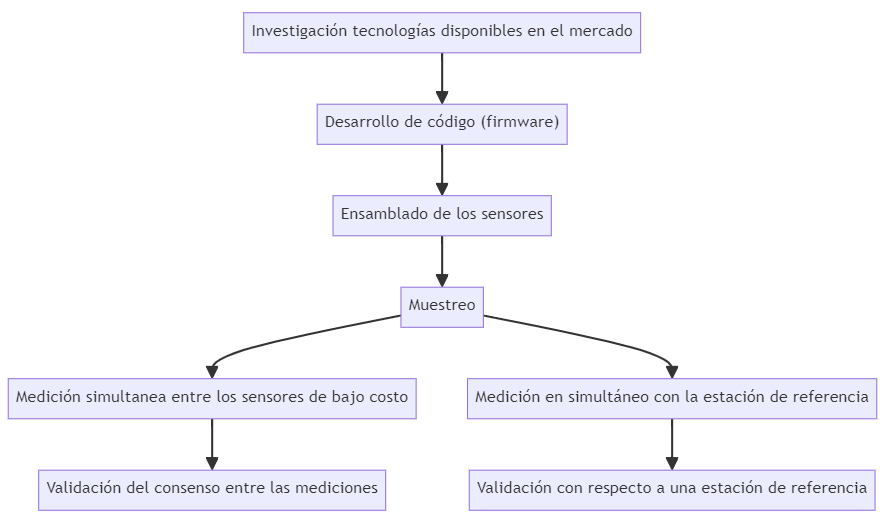 Investigación tecnologías disponibles en el mercado
Desarrollo de código (firmware)
Ensamblado de los sensores
Muestreo
Medición simultanea entre los sensores de bajo costo
Medición en simultáneo con la estación de referencia
Validación del consenso entre las mediciones
Validación con respecto a una estación de referencia